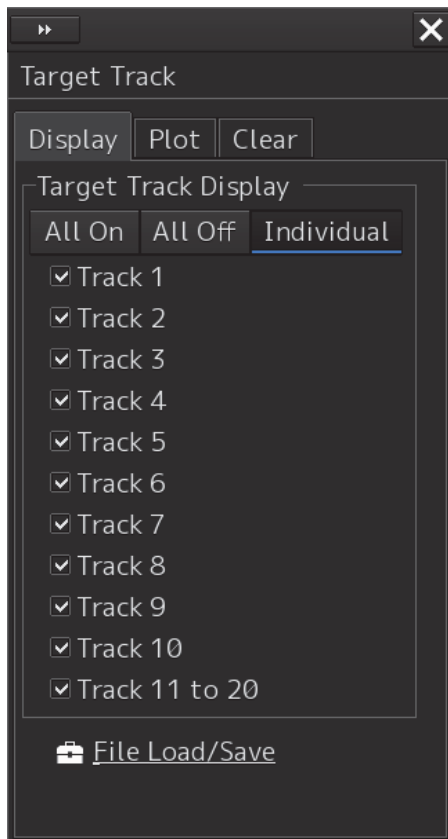 Target Track
Display Plot Clear
Target Track Display
All On All Off Individual
Track 1
Track 2
Track 3
Track 4
Track 5
Track 6
Track 7
Track 8
Track 9
Track 10
Track 11 to 20
File Load/Save